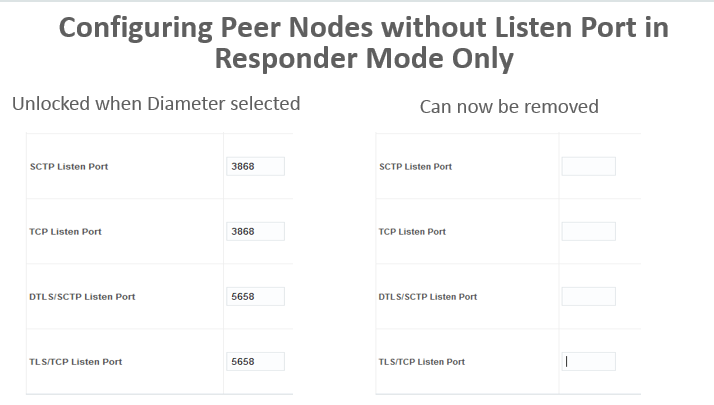 Configuring Peer Nodes without Listen Port in
Responder Mode Only
Unlocked when Diameter selected
SCTP Listen Port 3868
TCP Listen Port 3868
DTLS/SCTP Listen Port 5658
TLS/TCP Listen Port 5658
Can now be removed
SCTP Listen Port
TCP Listen Port
DTLS/SCTP Listen Port
TLS/TCP Listen Port